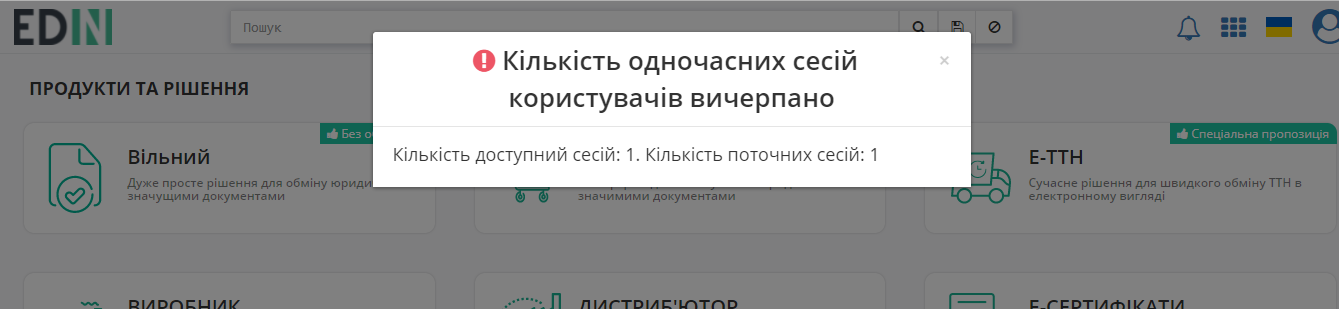 EDIN
Пошук
Кількість одночасних сесій
користувачів вичерпано
×
ПРОДУКТИ ТА РІШЕННЯ
Кількість доступний сесій: 1. Кількість поточних сесій: 1
Без
Спеціальна пропозиція
Вільний
Дуже просте рішення для обміну юриди
значущими документами
значимими документами
Е-ТТН
Сучасне рішення для швидкого обміну ТТН в
електронному вигляді
ВИРОБНИК
ДИСТРИБ'ЮТОР
Е-СЕРТИФІКАТИ